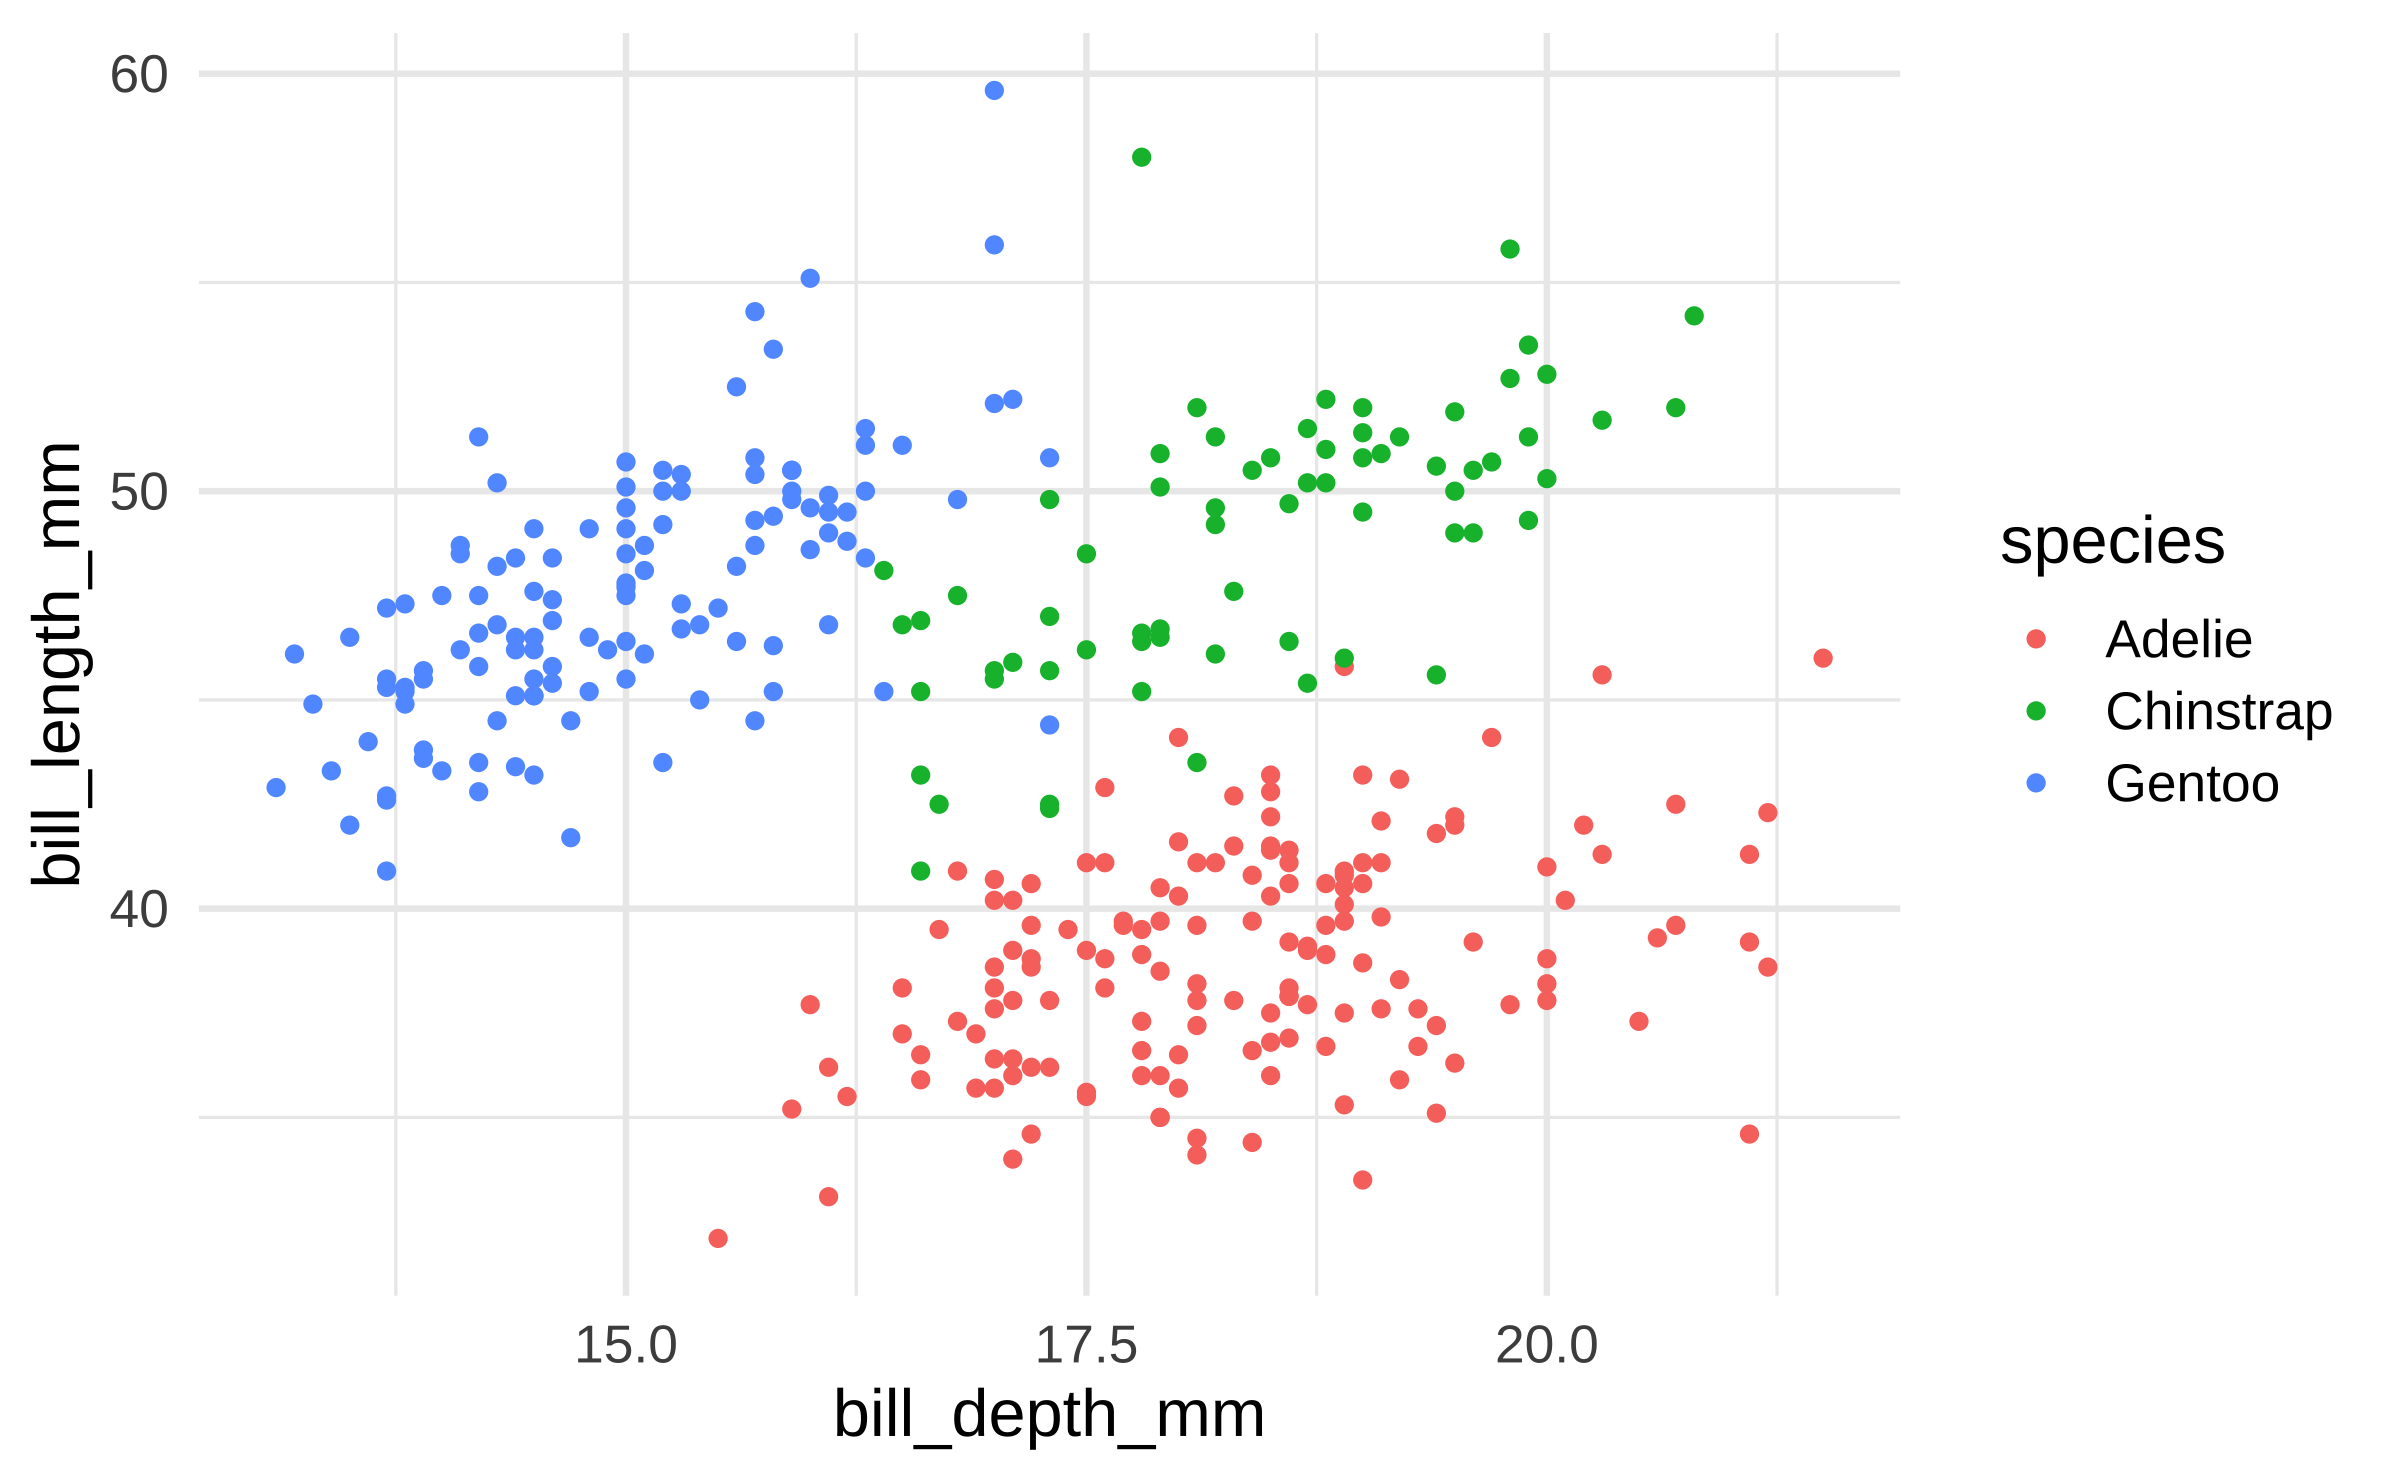 60
50
40
bill_length_mm
15.0 17.5 20.0
bill_depth_mm
species
Adelie
Chinstrap
Gentoo